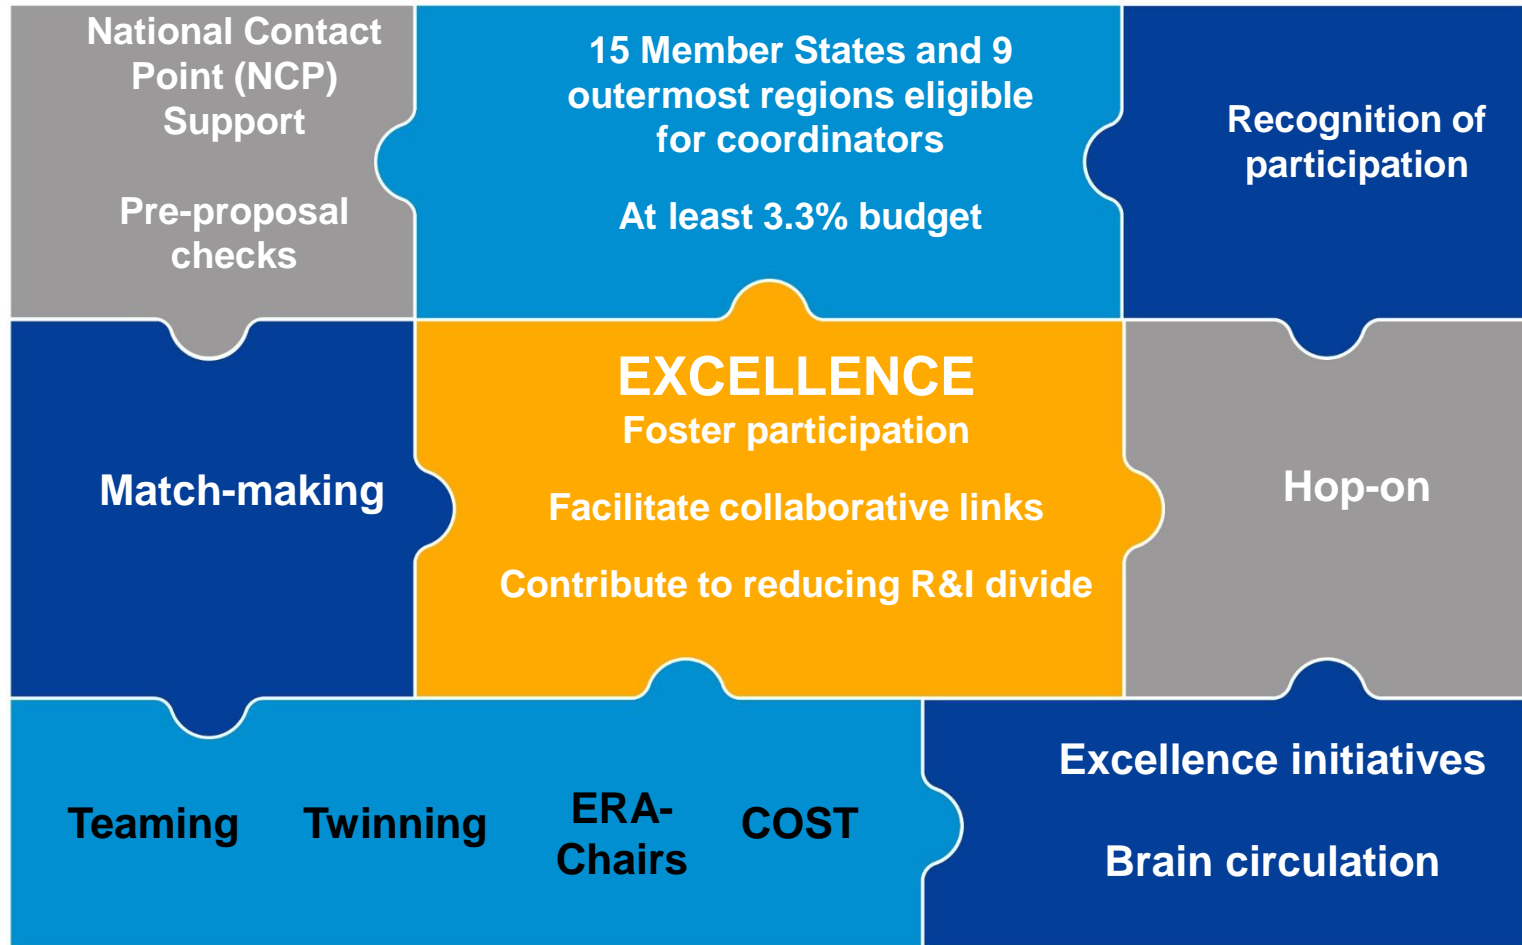 National Contact
Point (NCP)
Support
Pre-proposal
checks
15 Member States and 9
outermost regions eligible
for coordinators
At least 3.3% budget
Recognition of
participation
Match-making
EXCELLENCE
Foster participation
Facilitate collaborative links
Contribute to reducing R&I divide
Hop-on
Teaming
Twinning
ERA-
Chairs
COST
Excellence initiatives
Brain circulation